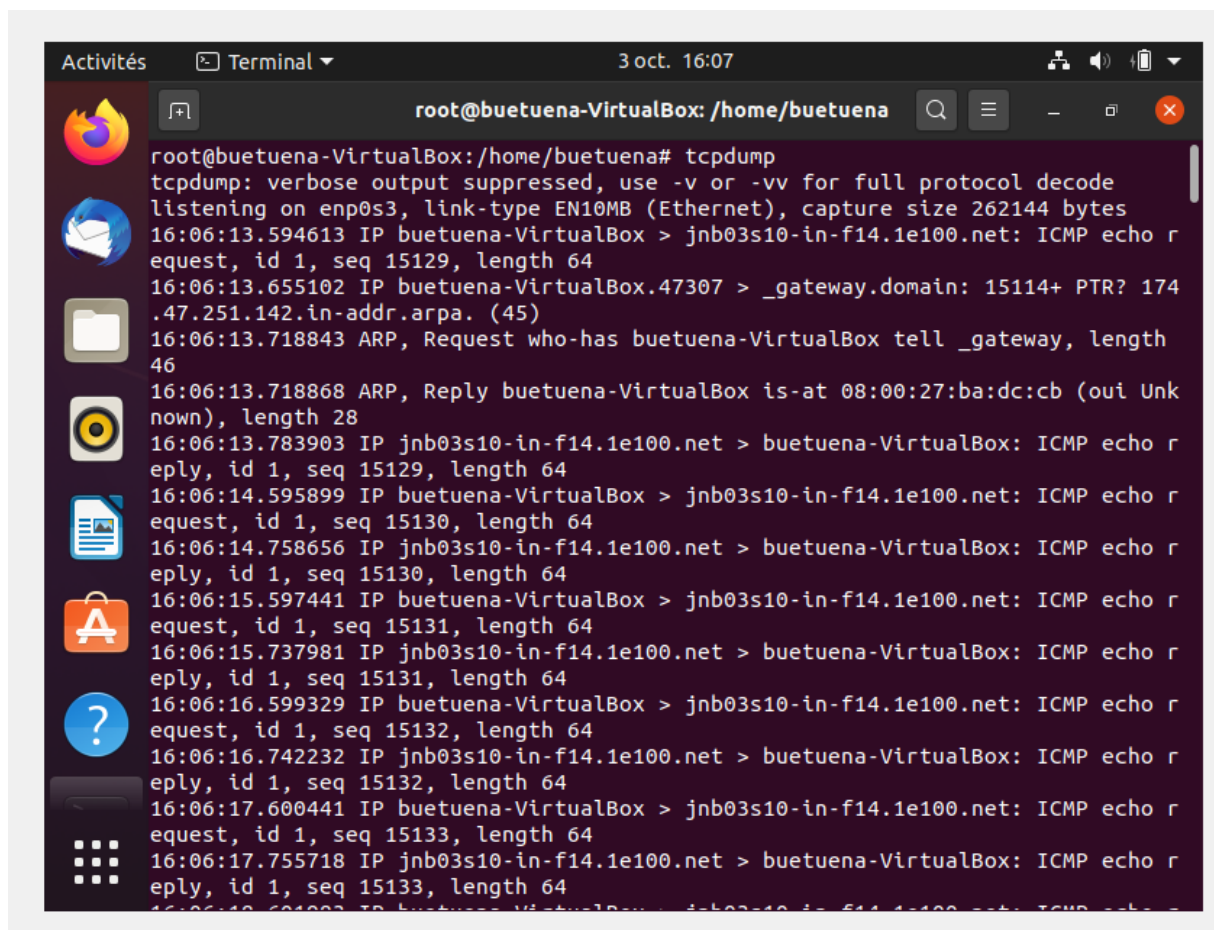 Activités Terminal 3 oct. 16:07
root@buetuena-VirtualBox: /home/buetuena
root@buetuena-VirtualBox:/home/buetuena# tcpdump
tcpdump: verbose output suppressed, use -v or -vv for full protocol decode
listening on enp0s3, link-type EN10MB (Ethernet), capture size 262144 bytes
16:06:13.594613 IP buetuena-VirtualBox > jnb03s10-in-f14.1e100.net: ICMP echo r
equest, id 1, seq 15129, length 64
16:06:13.655102 IP buetuena-VirtualBox.47307 > _gateway.domain: 15114+ PTR? 174
.47.251.142.in-addr.arpa. (45)
16:06:13.718843 ARP, Request who-has buetuena-VirtualBox tell _gateway, length
46
16:06:13.718868 ARP, Reply buetuena-VirtualBox is-at 08:00:27:ba:dc:cb (oui Unk
nown), length 28
16:06:13.783903 IP jnb03s10-in-f14.1e100.net > buetuena-VirtualBox: ICMP echo r
eply, id 1, seq 15129, length 64
16:06:14.595899 IP buetuena-VirtualBox > jnb03s10-in-f14.1e100.net: ICMP echo r
equest, id 1, seq 15130, length 64
16:06:14.758656 IP jnb03s10-in-f14.1e100.net > buetuena-VirtualBox: ICMP echo r
eply, id 1, seq 15130, length 64
16:06:15.597441 IP buetuena-VirtualBox > jnb03s10-in-f14.1e100.net: ICMP echo r
equest, id 1, seq 15131, length 64
16:06:15.737981 IP jnb03s10-in-f14.1e100.net > buetuena-VirtualBox: ICMP echo r
eply, id 1, seq 15131, length 64
16:06:16.599329 IP buetuena-VirtualBox > jnb03s10-in-f14.1e100.net: ICMP echo r
equest, id 1, seq 15132, length 64
16:06:16.742232 IP jnb03s10-in-f14.1e100.net > buetuena-VirtualBox: ICMP echo r
eply, id 1, seq 15132, length 64
16:06:17.600441 IP buetuena-VirtualBox > jnb03s10-in-f14.1e100.net: ICMP echo r
equest, id 1, seq 15133, length 64
16:06:17.755718 IP jnb03s10-in-f14.1e100.net > buetuena-VirtualBox: ICMP echo r
eply, id 1, seq 15133, length 64